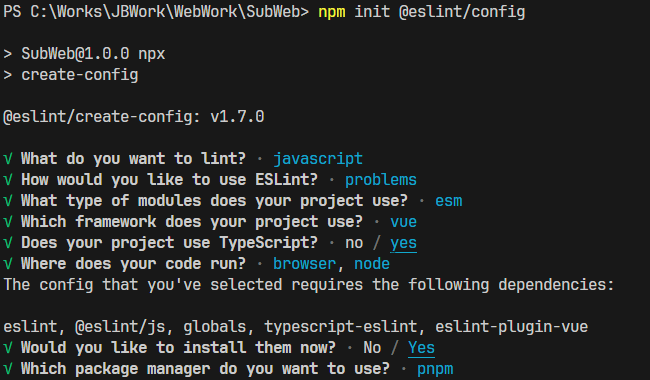 PS C:\Works\JBWork\WebWork\SubWeb> npm init @eslint/config
> SubWeb@1.0.0 npx
> create-config
@eslint/create-config: v1.7.0
√ What do you want to lint? · javascript
√ How would you like to use ESLint? · problems
√ What type of modules does your project use? · esm
√ Which framework does your project use? · vue
√ Does your project use TypeScript? · no / yes
√ Where does your code run? · browser, node
The config that you've selected requires the following dependencies:
eslint, @eslint/js, globals, typescript-eslint, eslint-plugin-vue
√ Would you like to install them now? · No / Yes
√ Which package manager do you want to use? · pnpm